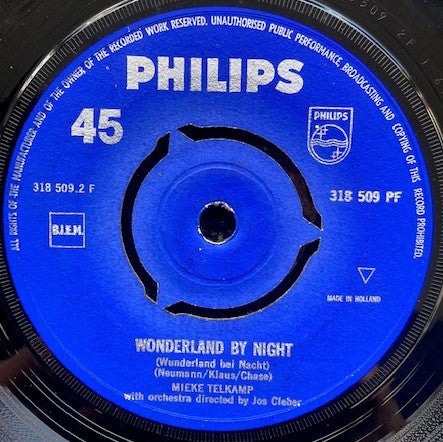 ALL RIGHTS OF THE MANUFACTURER AND OF THE OWNER OF THE RECORDED WORK RESERVED. UNAUTHORISED PUBLIC PERFORMANCE, BROADCASTING AND COPYING OF THIS RECORD PROHIBITED.
PHILIPS
45
PHILIPS
318 509.2 F
318 509 PF
B.I.E.M.
MADE IN HOLLAND
WONDERLAND BY NIGHT
(Wunderland bei Nacht)
(Neumann/Klaus/Chase)
MIEKE TELKAMP
with orchestra directed by Jos Cleber